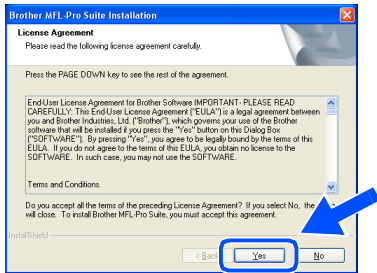 Brother MFL-Pro Suite Installation
License Agreement
Please read the following license agreement carefully.
Press the PAGE DOWN key to see the rest of the agreement.
End-User License Agreement for Brother Software IMPORTANT- PLEASE READ
CAREFULLY: This End-User License Agreement ("EULA") is a legal agreement between
you and Brother Industries, Ltd. ("Brother"), which governs your use of the Brother
software that will be installed if you press the "Yes" button on this Dialog Box
("SOFTWARE"). By pressing "Yes", you agree to be legally bound by the terms of this
EULA. If you do not agree to the terms of this EULA, you obtain no license to the
SOFTWARE. In such case, you may not use the SOFTWARE.
Terms and Conditions.
Do you accept all the terms of the preceding License Agreement? If you select No, the
will close. To install Brother MFL-Pro Suite, you must accept this agreement.
InstallShield
< Back Yes No